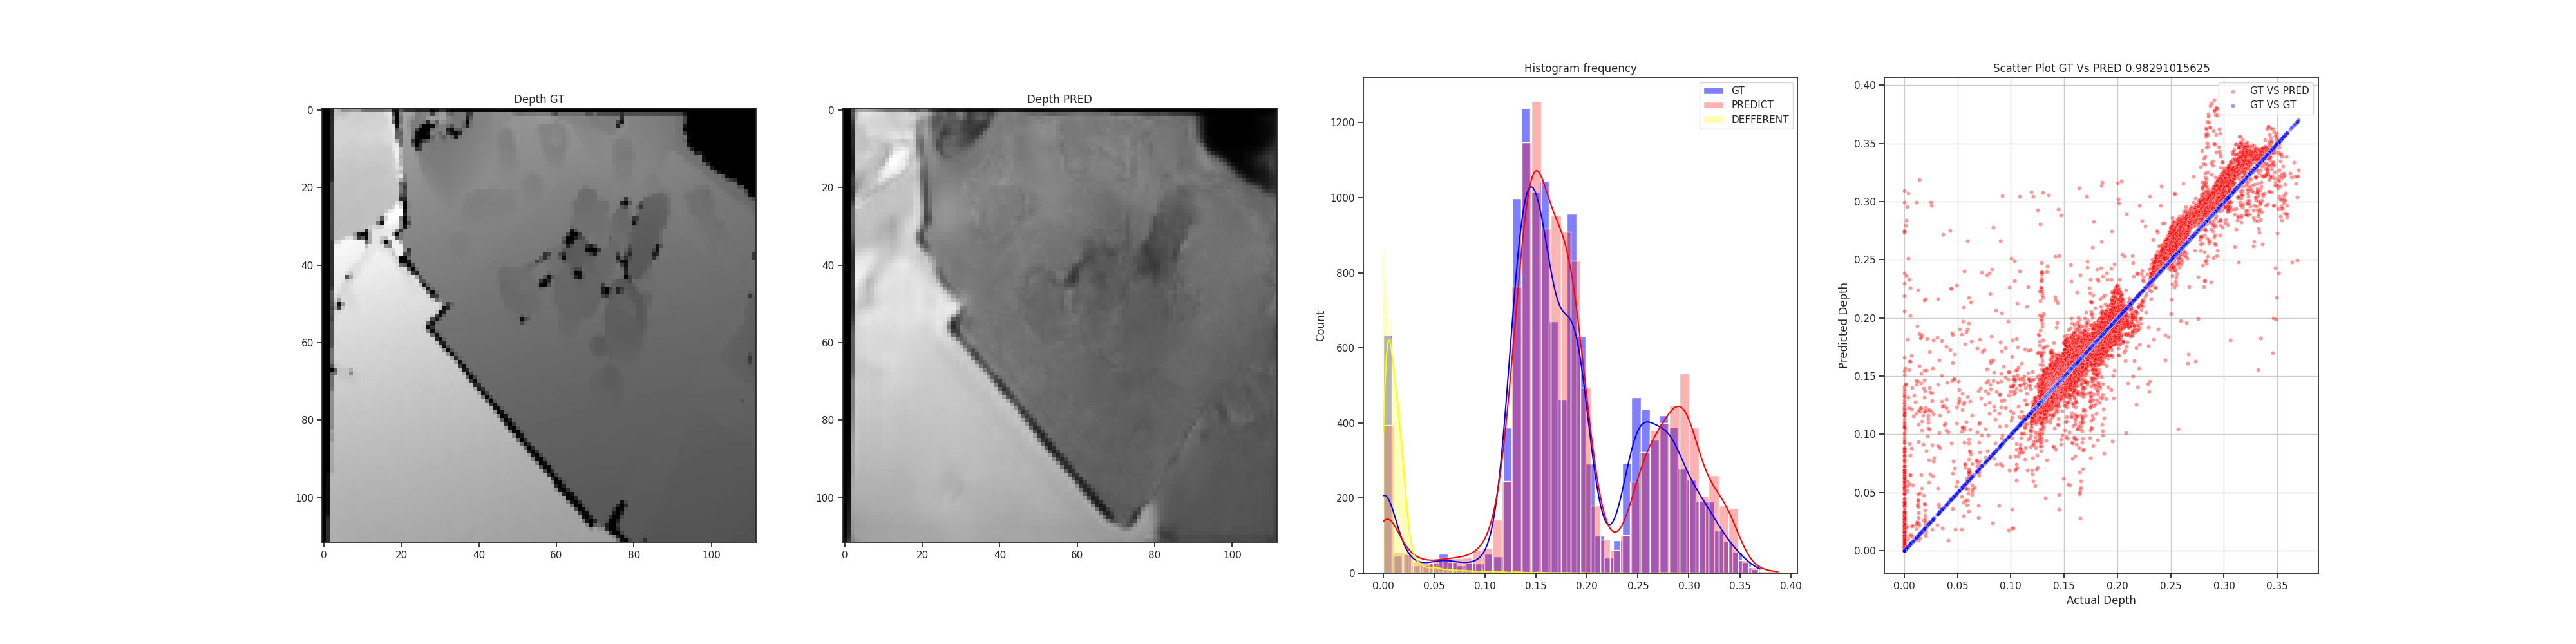 Depth GT
0
20
40
60
80
100
0 20 40 60 80 100
Depth PRED
0
20
40
60
80
100
0 20 40 60 80 100
Histogram frequency
GT
PREDICT
DEFFERENT
Count
1200
1000
800
600
400
200
0
0.00 0.05 0.10 0.15 0.20 0.25 0.30 0.35 0.40
Scatter Plot GT Vs PRED 0.98291015625
GT VS PRED
GT VS GT
Predicted Depth
0.40
0.35
0.30
0.25
0.20
0.15
0.10
0.05
0.00
0.00 0.05 0.10 0.15 0.20 0.25 0.30 0.35
Actual Depth